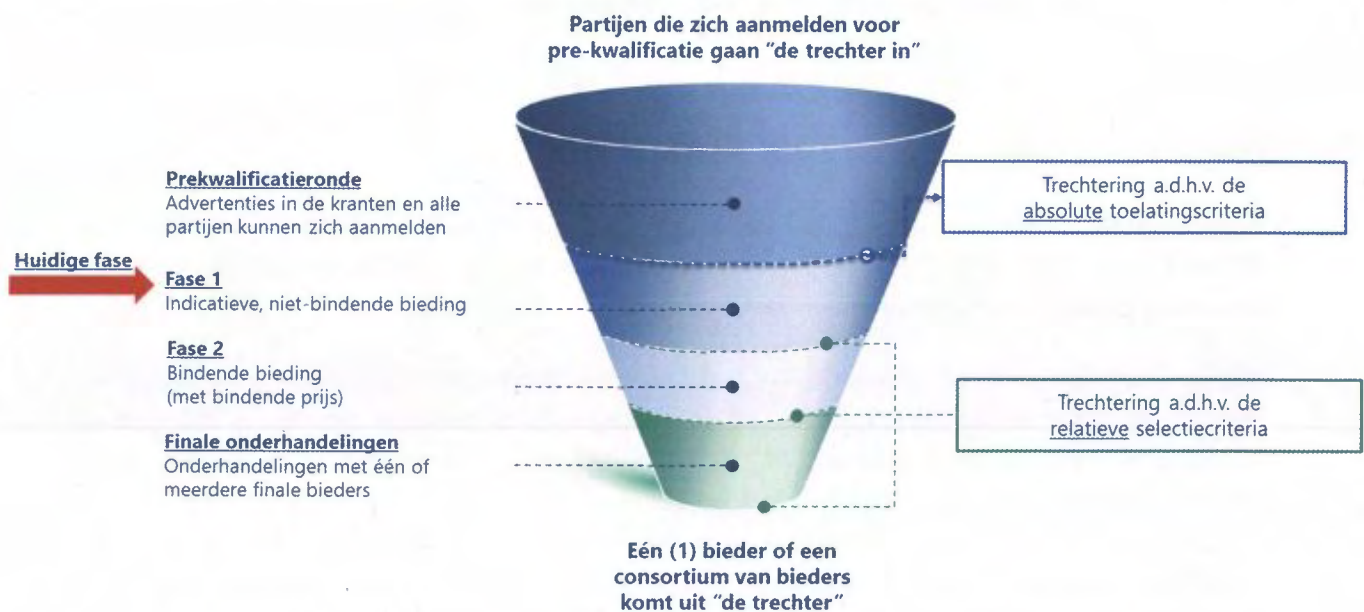 Partijen die zich aanmelden voor
pre-kwalificatie gaan "de trechter in"
Prekwalificatieronde
Advertenties in de kranten en alle
partijen kunnen zich aanmelden
Trechtering a.d.h.v. de
absolute toelatingscriteria
Huidige fase
Fase 1
Indicatieve, niet-bindende bieding
Fase 2
Bindende bieding
(met bindende prijs)
Trechtering a.d.h.v. de
relatieve selectiecriteria
Finale onderhandelingen
Onderhandelingen met één of
meerdere finale bieders
Eén (1) bieder of een
consortium van bieders
komt uit "de trechter"